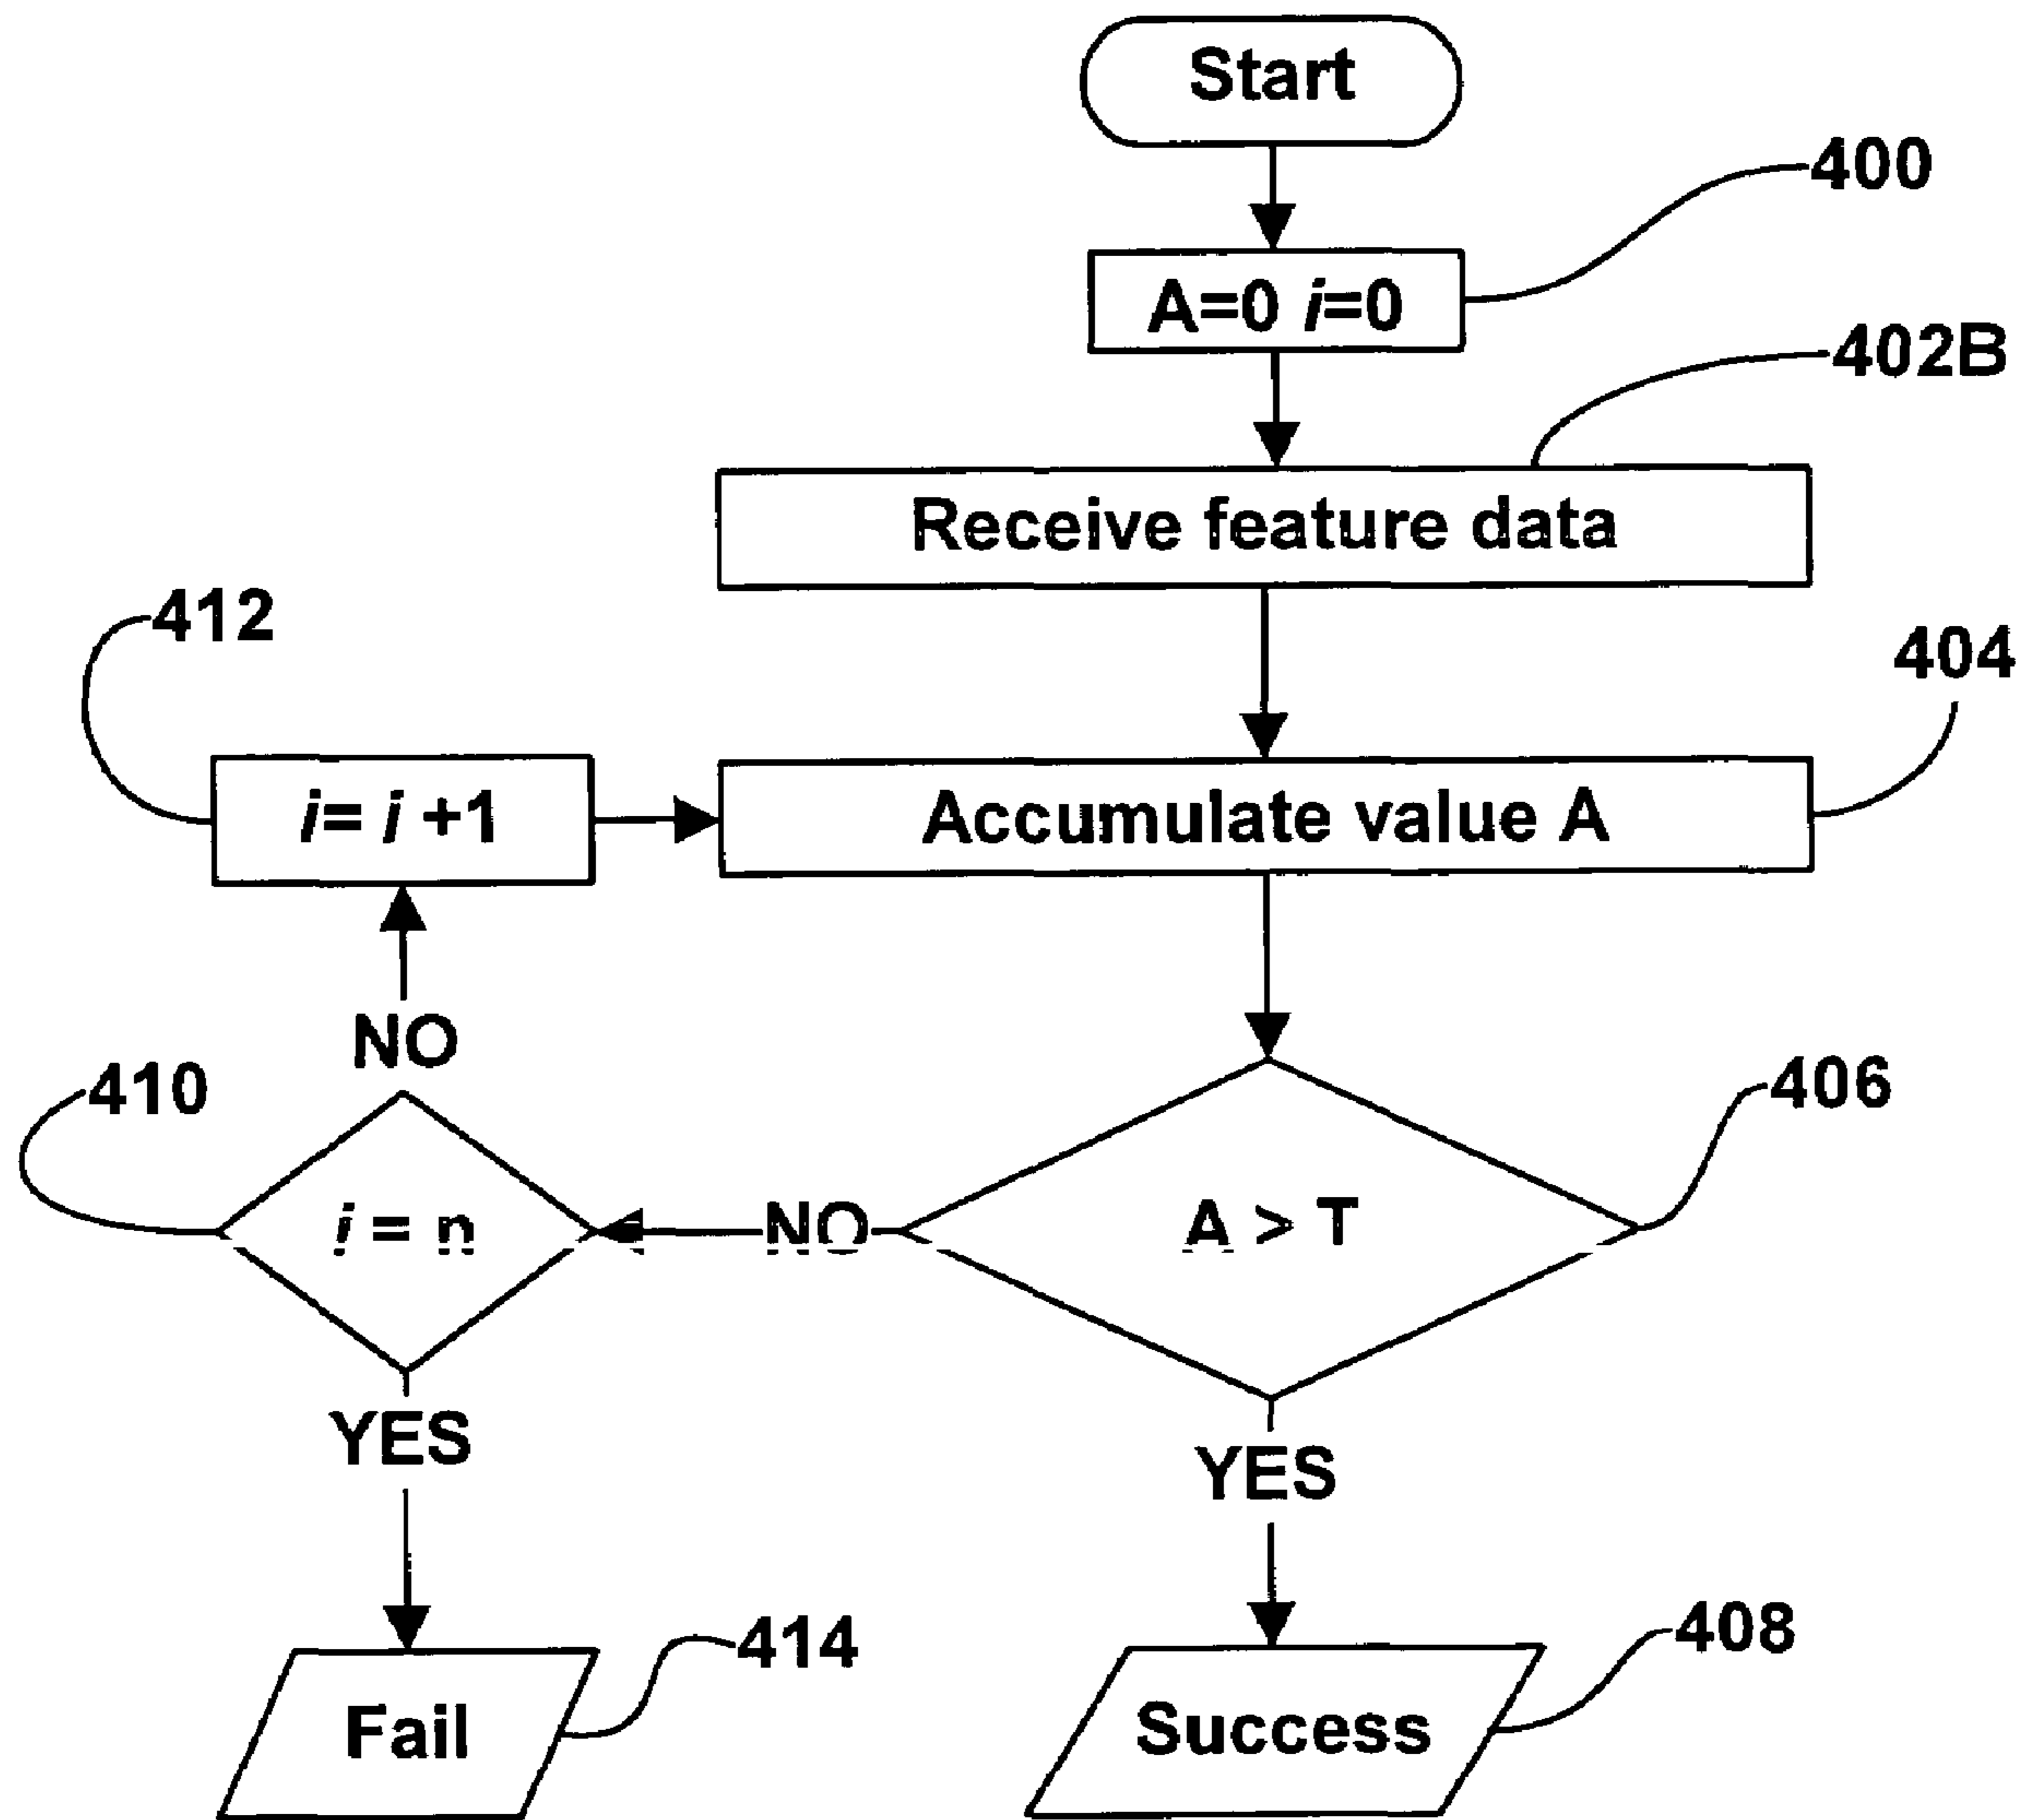 Start
400
A=0 i=0
402B
Receive feature data
412
404
i= i +1
Accumulate value A
NO
410
406
i = n
NO
A > T
YES
YES
414
408
Fail
Success